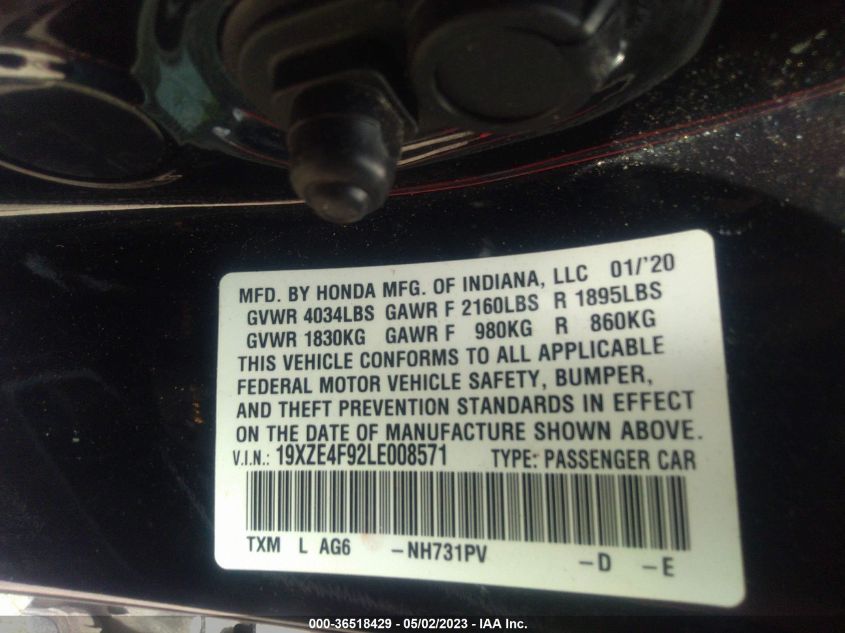 MFD. BY HONDA MFG. OF INDIANA, LLC 01/'20
GVWR 4034LBS GAWR F 2160LBS R 1895LBS
GVWR 1830KG GAWR F 980KG R 860KG
THIS VEHICLE CONFORMS TO ALL APPLICABLE
FEDERAL MOTOR VEHICLE SAFETY, BUMPER,
AND THEFT PREVENTION STANDARDS IN EFFECT
ON THE DATE OF MANUFACTURE SHOWN ABOVE.
V.I.N.: 19XZE4F92LE008571 TYPE: PASSENGER CAR
TXM L AG6 -NH731PV -D -E
000-36518429 - 05/02/2023 - IAA Inc.